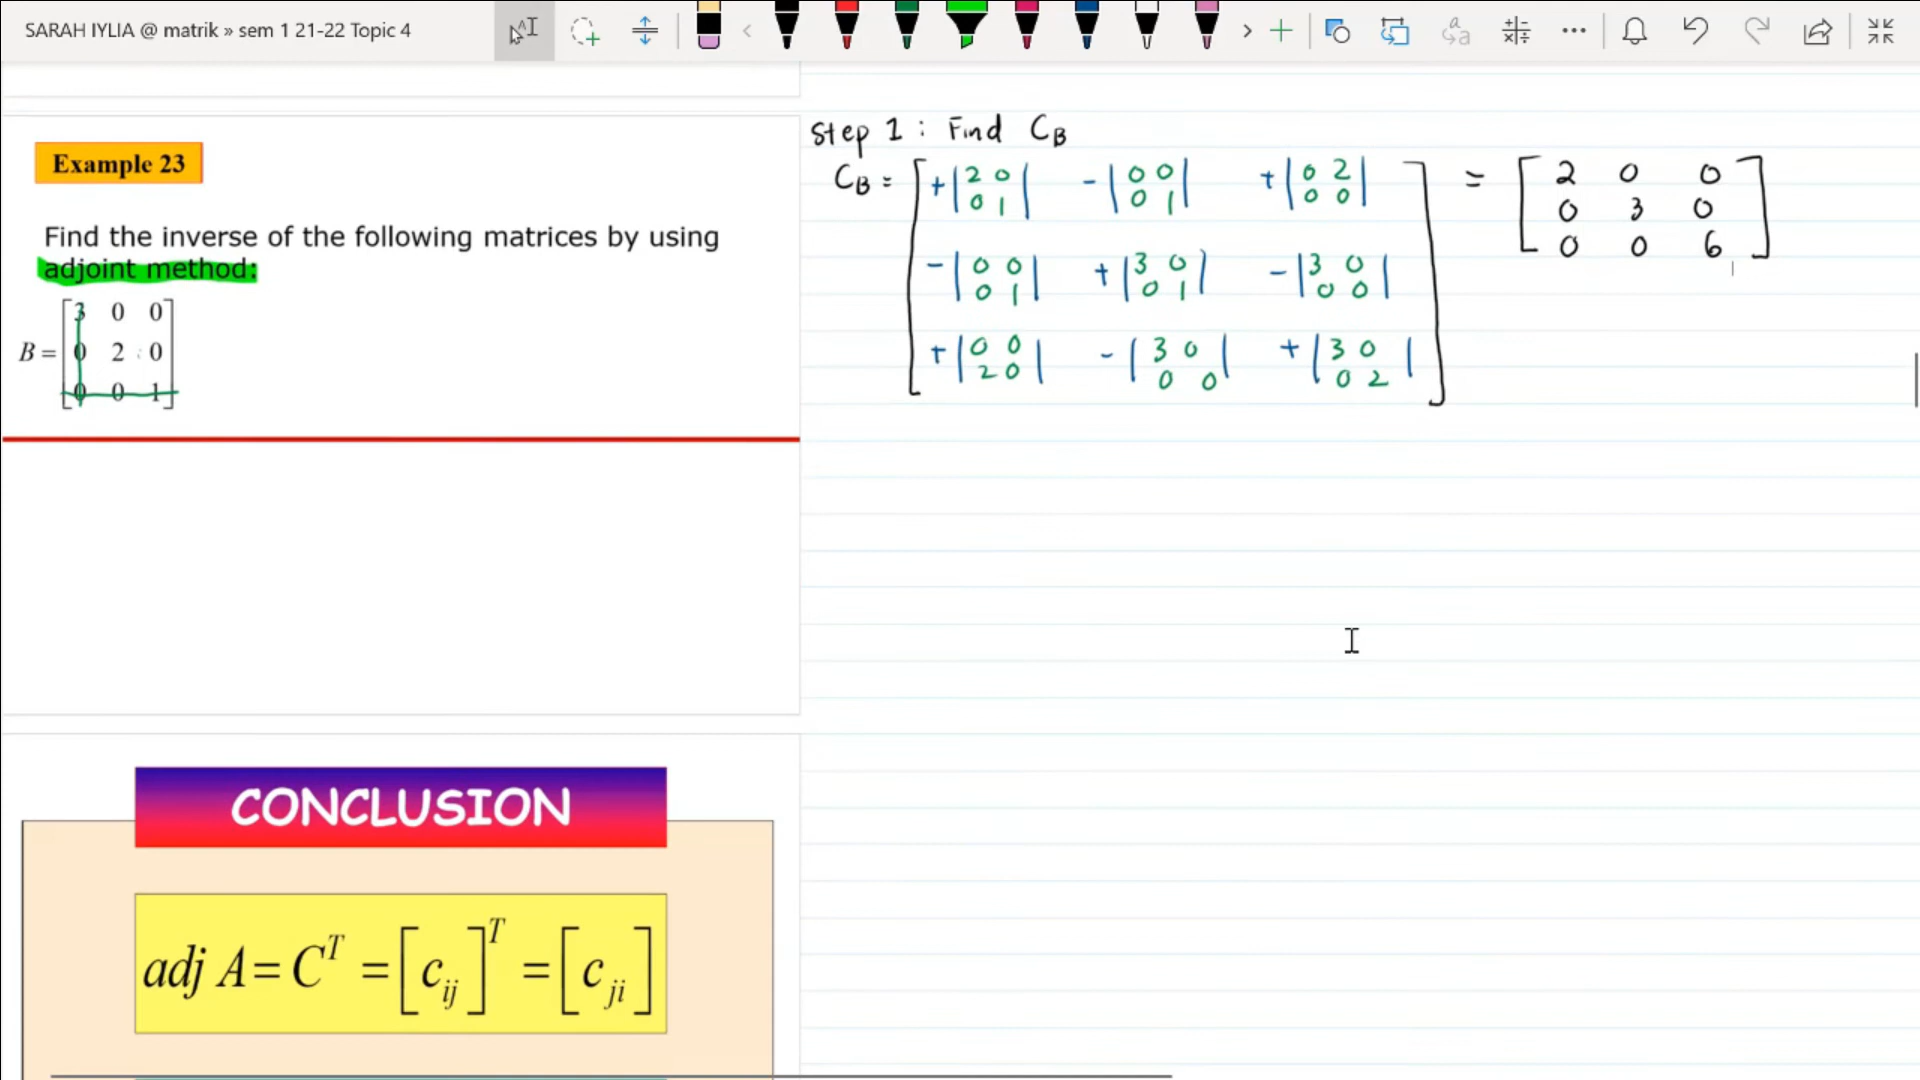 SARAH IYLIA @ matrik » sem 1 21-22 Topic 4
Example 23
Find the inverse of the following matrices by using
adjoint method:
B = [3 0 0
0 2 0
0 0 1]
Step 1 : Find C_B
C_B = [+|2 0; 0 1| -|0 0; 0 1| +|0 2; 0 0|
-|0 0; 0 1| +|3 0; 0 1| -|3 0; 0 0|
+|0 0; 2 0| -|3 0; 0 0| +|3 0; 0 2|]
= [2 0 0
0 3 0
0 0 6]
CONCLUSION
adj A = C^T = [c_ij]^T = [c_ji]